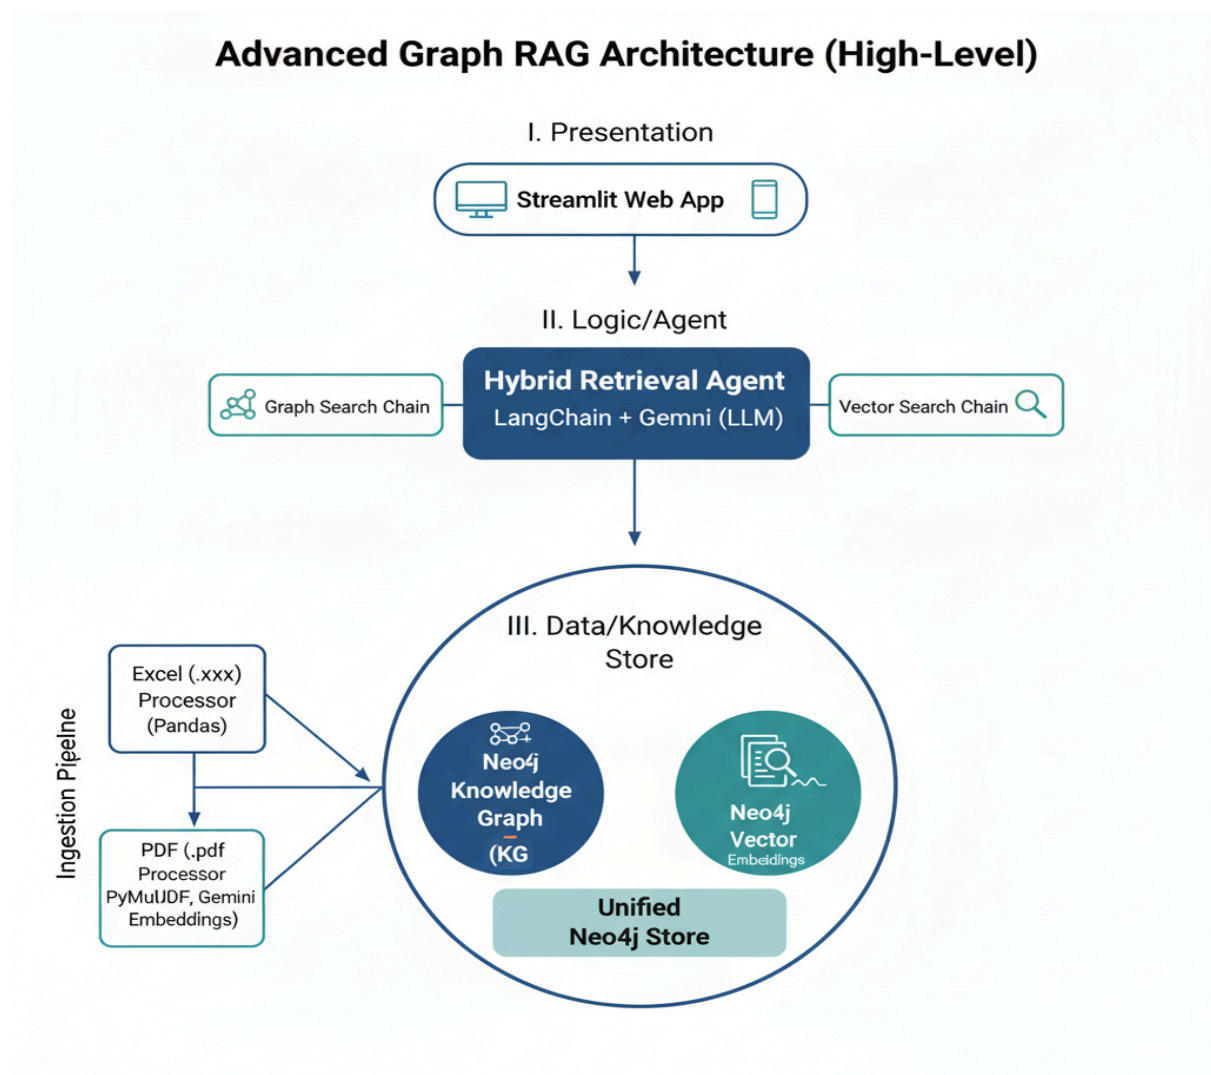 Advanced Graph RAG Architecture (High-Level)
I. Presentation
Streamlit Web App
II. Logic/Agent
Hybrid Retrieval Agent
LangChain + Gemni (LLM)
Graph Search Chain
Vector Search Chain
III. Data/Knowledge
Store
Ingestion Pipelne
Excel (.xxx)
Processor
(Pandas)
PDF (.pdf
Processor
PyMulJDF, Gemini
Embeddings)
Neo4j
Knowledge
Graph
(KG
Neo4j
Vector
Embeldings
Unified
Neo4j Store